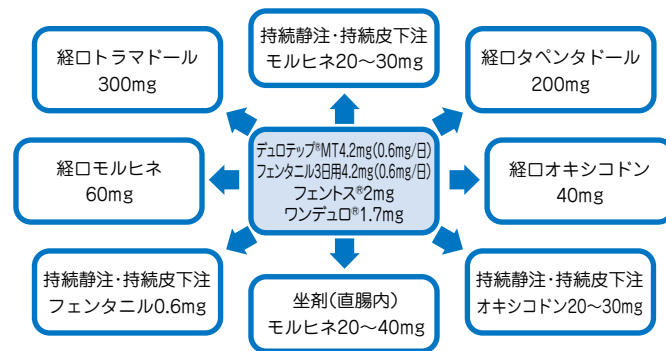 持続静注・持続皮下注
モルヒネ20〜30mg
経口トラマドール
300mg
経口タペンタドール
200mg
デュロテップ®MT4.2mg(0.6mg/日)
フェンタニル3日用4.2mg(0.6mg/日)
フェントス®2mg
ワンデュロ®1.7mg
経口モルヒネ
60mg
経口オキシコドン
40mg
持続静注・持続皮下注
フェンタニル0.6mg
坐剤(直腸内)
モルヒネ20〜40mg
持続静注・持続皮下注
オキシコドン20〜30mg